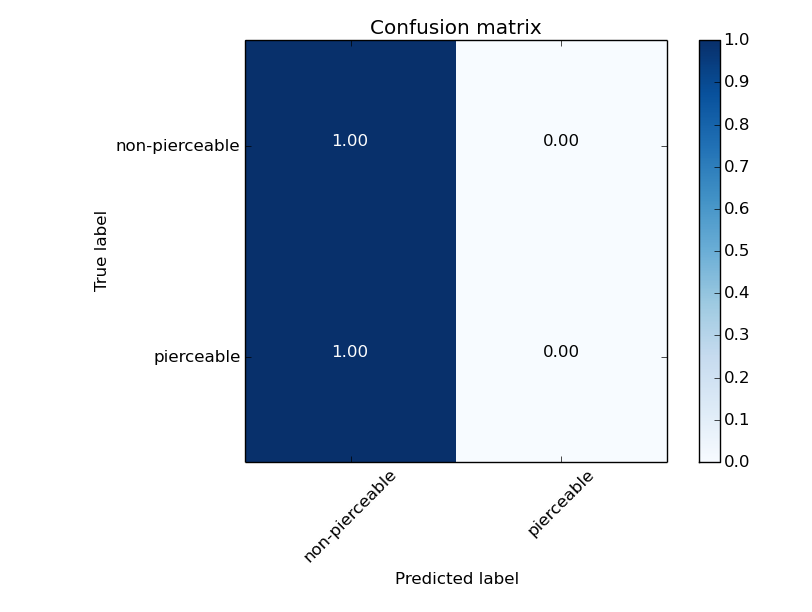 Confusion matrix
True label
non-pierceable
pierceable
1.00
0.00
1.00
0.00
non-pierceable
pierceable
Predicted label
1.0
0.9
0.8
0.7
0.6
0.5
0.4
0.3
0.2
0.1
0.0